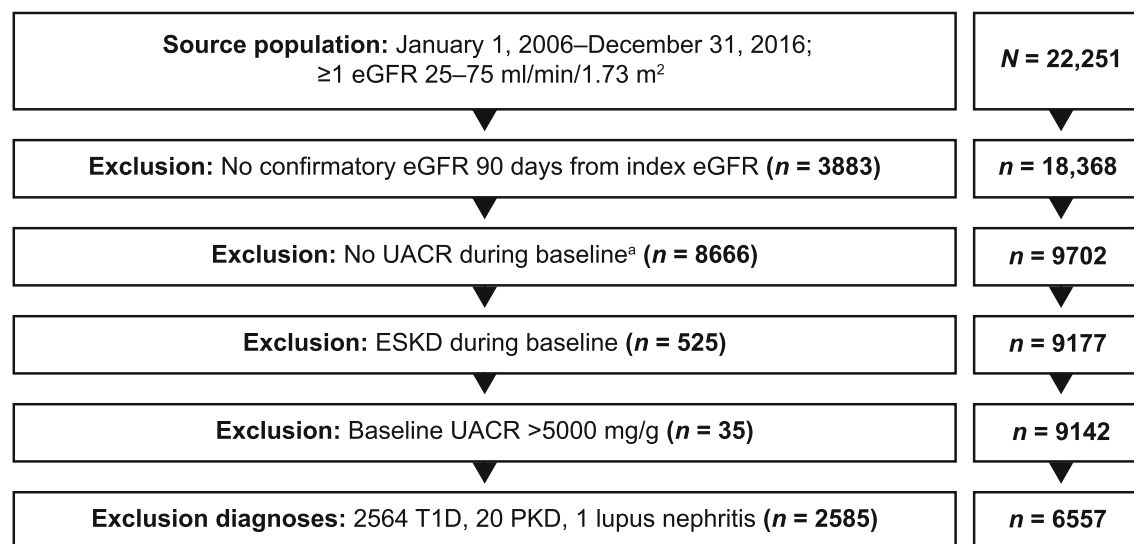 Source population: January 1, 2006–December 31, 2016;
≥1 eGFR 25–75 ml/min/1.73 m²
N = 22,251
Exclusion: No confirmatory eGFR 90 days from index eGFR (n = 3883)
n = 18,368
Exclusion: No UACR during baselineᵃ (n = 8666)
n = 9702
Exclusion: ESKD during baseline (n = 525)
n = 9177
Exclusion: Baseline UACR >5000 mg/g (n = 35)
n = 9142
Exclusion diagnoses: 2564 T1D, 20 PKD, 1 lupus nephritis (n = 2585)
n = 6557